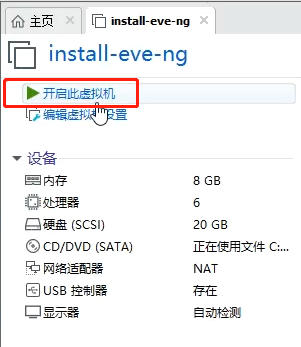 主页 × install-eve-ng ×
install-eve-ng
开启此虚拟机
编辑虚拟机设置
设备
内存 8 GB
处理器 6
硬盘 (SCSI) 20 GB
CD/DVD (SATA) 正在使用文件 C:...
网络适配器 NAT
USB 控制器 存在
显示器 自动检测